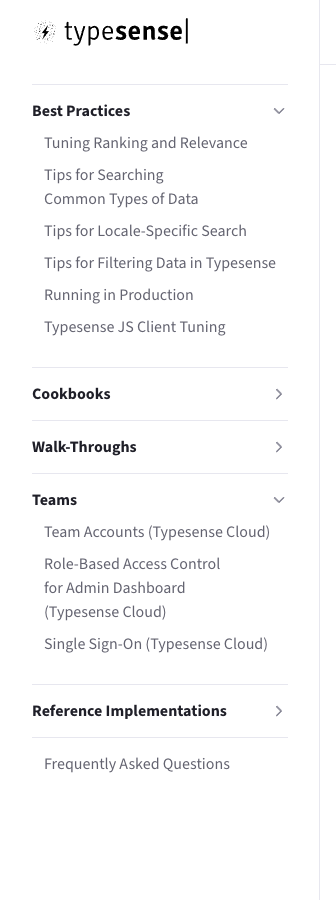 typesense
Best Practices
Tuning Ranking and Relevance
Tips for Searching
Common Types of Data
Tips for Locale-Specific Search
Tips for Filtering Data in Typesense
Running in Production
Typesense JS Client Tuning
Cookbooks
Walk-Throughs
Teams
Team Accounts (Typesense Cloud)
Role-Based Access Control
for Admin Dashboard
(Typesense Cloud)
Single Sign-On (Typesense Cloud)
Reference Implementations
Frequently Asked Questions